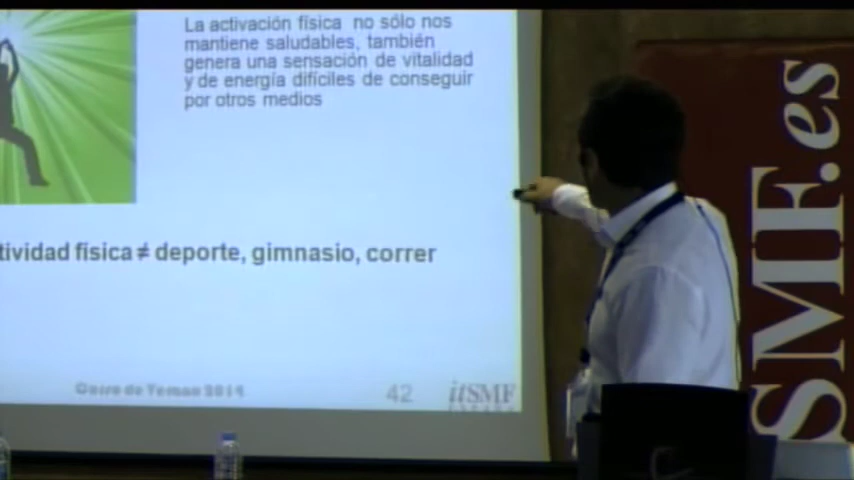 La activación física no sólo nos
mantiene saludables, también
genera una sensación de vitalidad
y de energía difíciles de conseguir
por otros medios
tividad física ≠ deporte, gimnasio, correr
42
itSMF
ESPAÑA
SMF.es